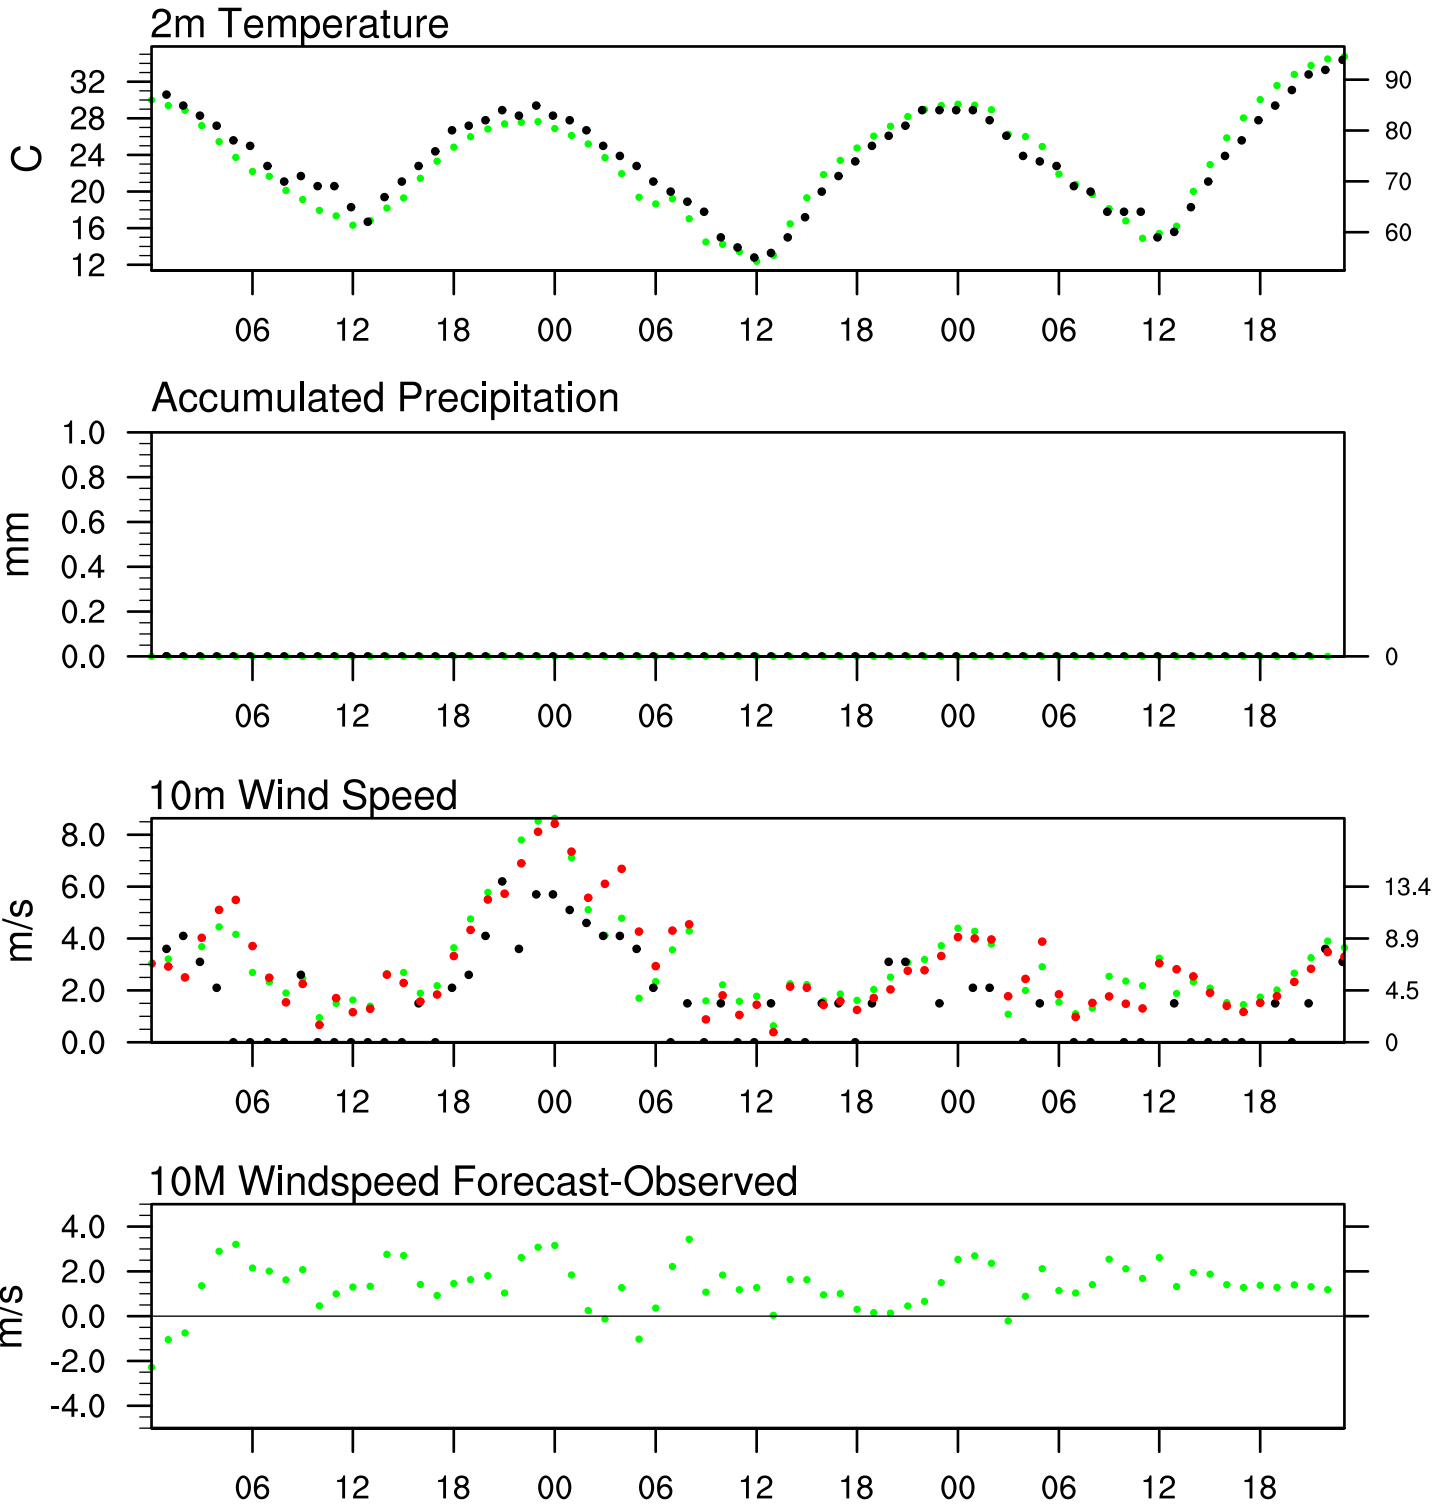 2m Temperature
32
28
24
20
16
12
C
90
80
70
60
06 12 18 00 06 12 18 00 06 12 18
Accumulated Precipitation
1.0
0.8
0.6
0.4
0.2
0.0
mm
0
06 12 18 00 06 12 18 00 06 12 18
10m Wind Speed
8.0
6.0
4.0
2.0
0.0
m/s
13.4
8.9
4.5
0
06 12 18 00 06 12 18 00 06 12 18
10M Windspeed Forecast-Observed
4.0
2.0
0.0
-2.0
-4.0
m/s
06 12 18 00 06 12 18 00 06 12 18